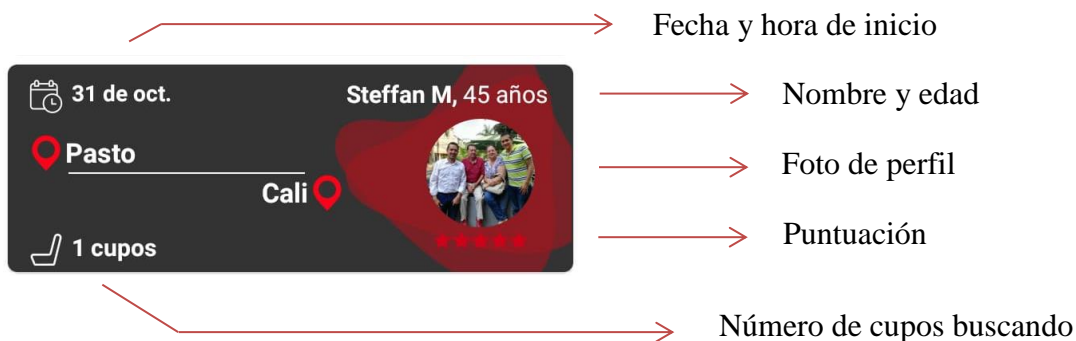 Fecha y hora de inicio
31 de oct.
Steffan M, 45 años
Nombre y edad
Pasto
Foto de perfil
Cali
Puntuación
1 cupos
Número de cupos buscando